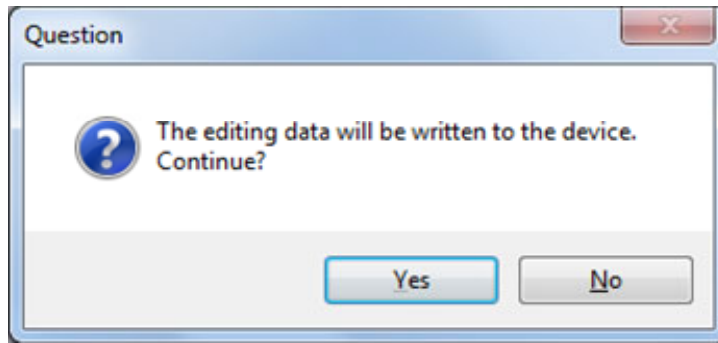 Question
The editing data will be written to the device.
Continue?
Yes
No